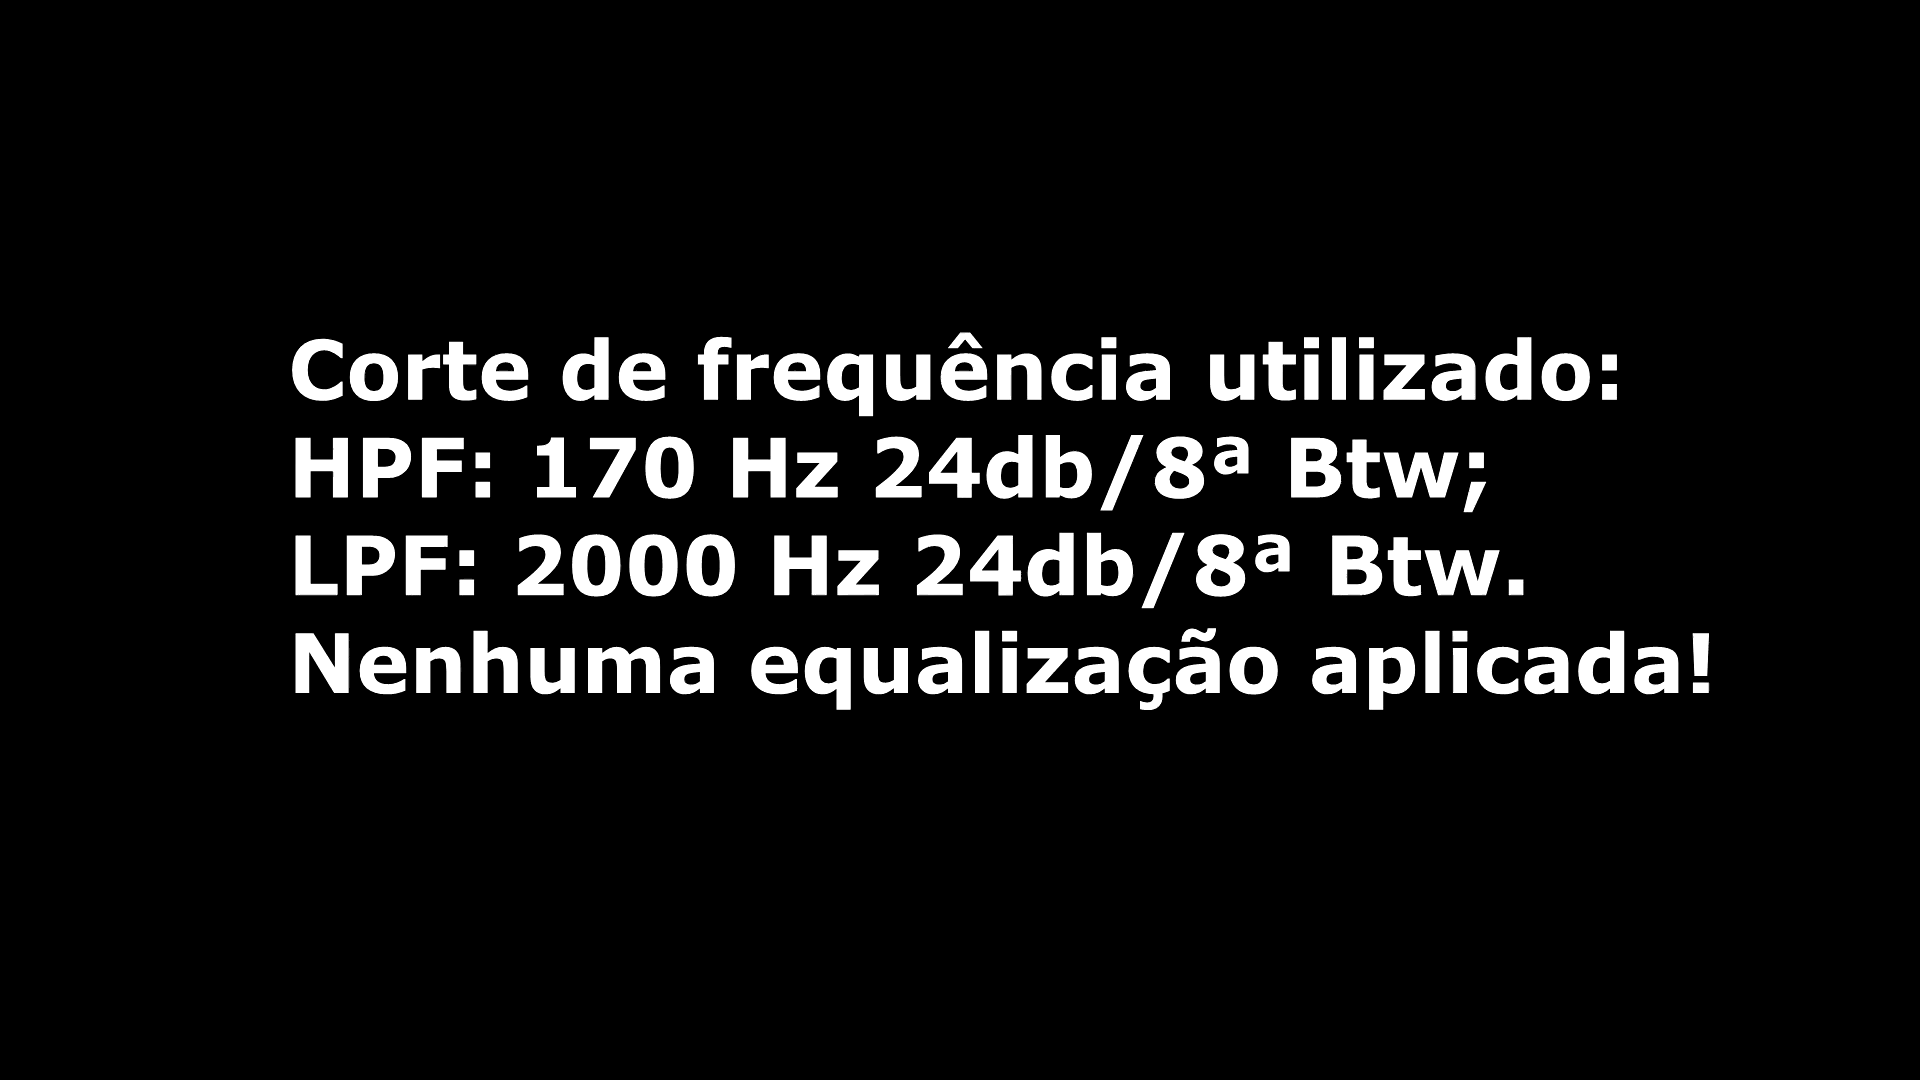 Corte de frequência utilizado:
HPF: 170 Hz 24db/8ª Btw;
LPF: 2000 Hz 24db/8ª Btw.
Nenhuma equalização aplicada!